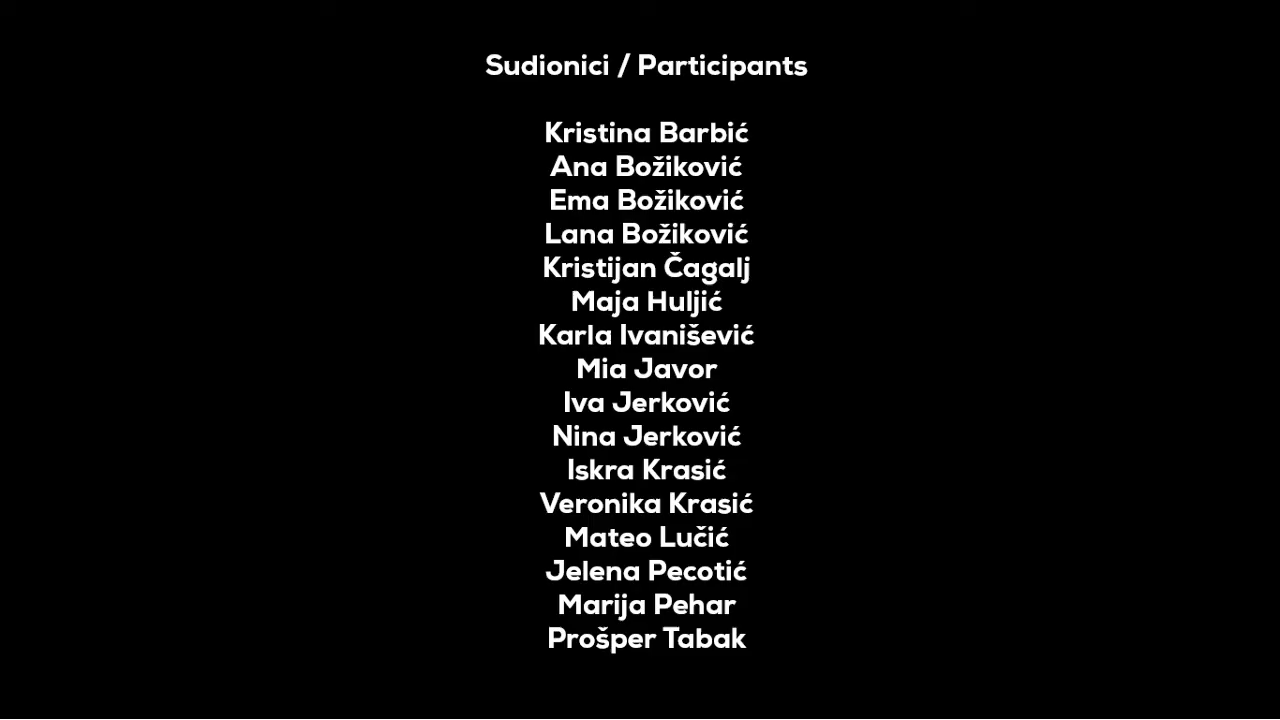 Sudionici / Participants
Kristina Barbić
Ana Božiković
Ema Božiković
Lana Božiković
Kristijan Čagalj
Maja Huljić
Karla Ivanišević
Mia Javor
Iva Jerković
Nina Jerković
Iskra Krasić
Veronika Krasić
Mateo Lučić
Jelena Pecotić
Marija Pehar
Prošper Tabak